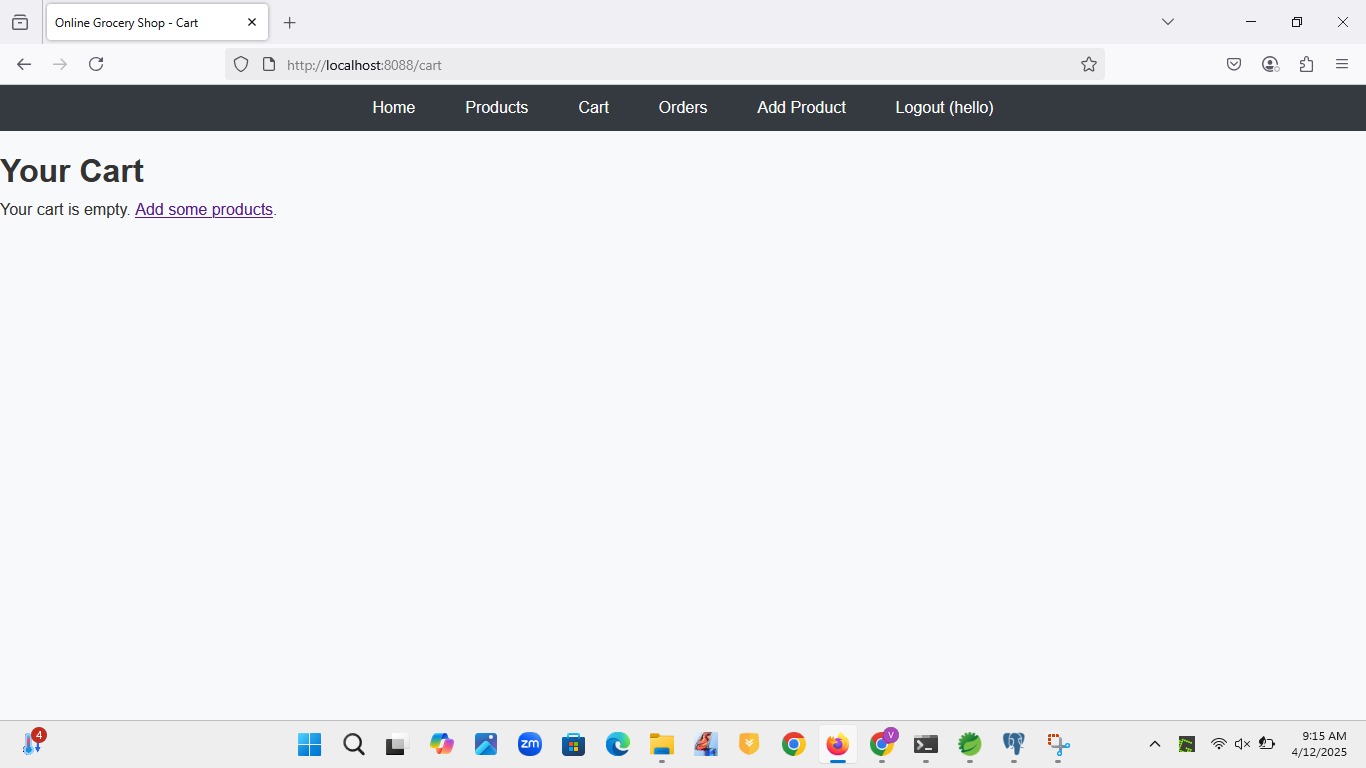 Online Grocery Shop - Cart
http://localhost:8088/cart
Home Products Cart Orders Add Product Logout (hello)
Your Cart
Your cart is empty. Add some products.
4
zm
V
9:15 AM
4/12/2025